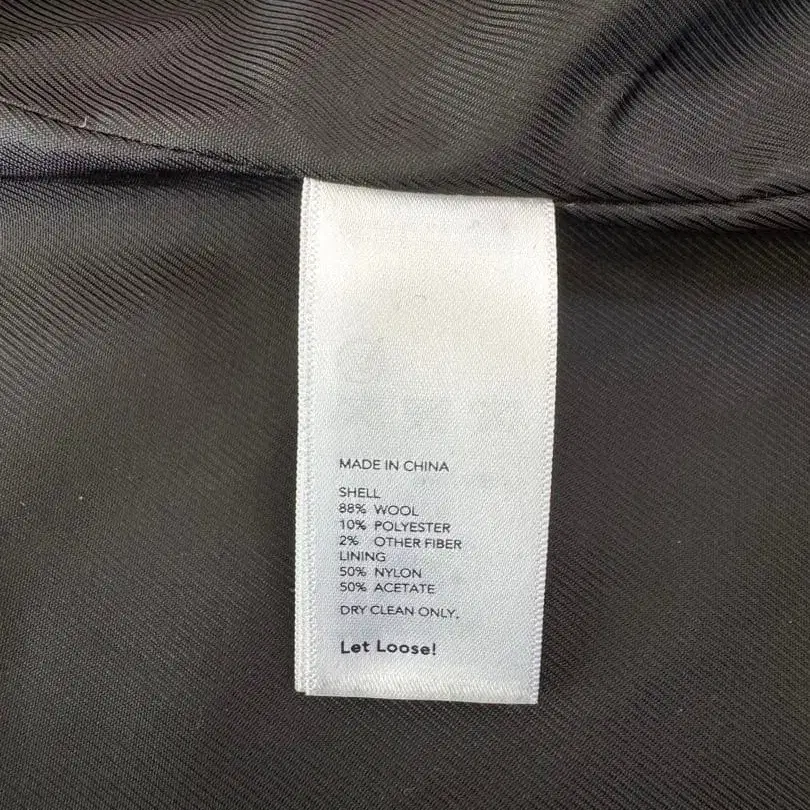 MADE IN CHINA
SHELL
88% WOOL
10% POLYESTER
2% OTHER FIBER
LINING
50% NYLON
50% ACETATE
DRY CLEAN ONLY.
Let Loose!